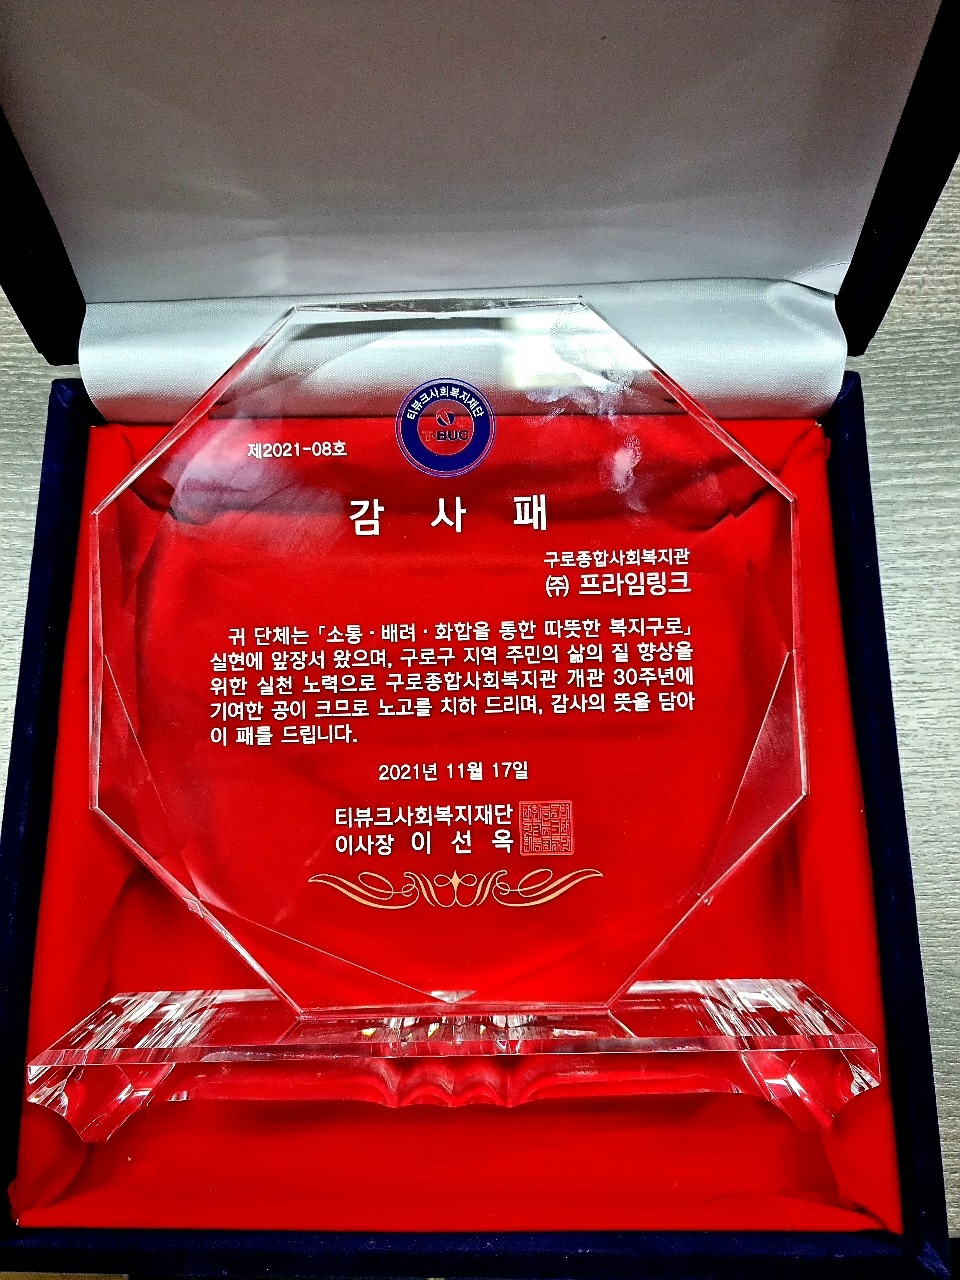 티뷰크사회복지재단
T-BUC
제2021-08호
감 사 패
구로종합사회복지관
㈜ 프라임링크
귀 단체는 「소통·배려·화합을 통한 따뜻한 복지구로」
실현에 앞장서 왔으며, 구로구 지역 주민의 삶의 질 향상을
위한 실천 노력으로 구로종합사회복지관 개관 30주년에
기여한 공이 크므로 노고를 치하 드리며, 감사의 뜻을 담아
이 패를 드립니다.
2021년 11월 17일
티뷰크사회복지재단
이사장 이 선 옥